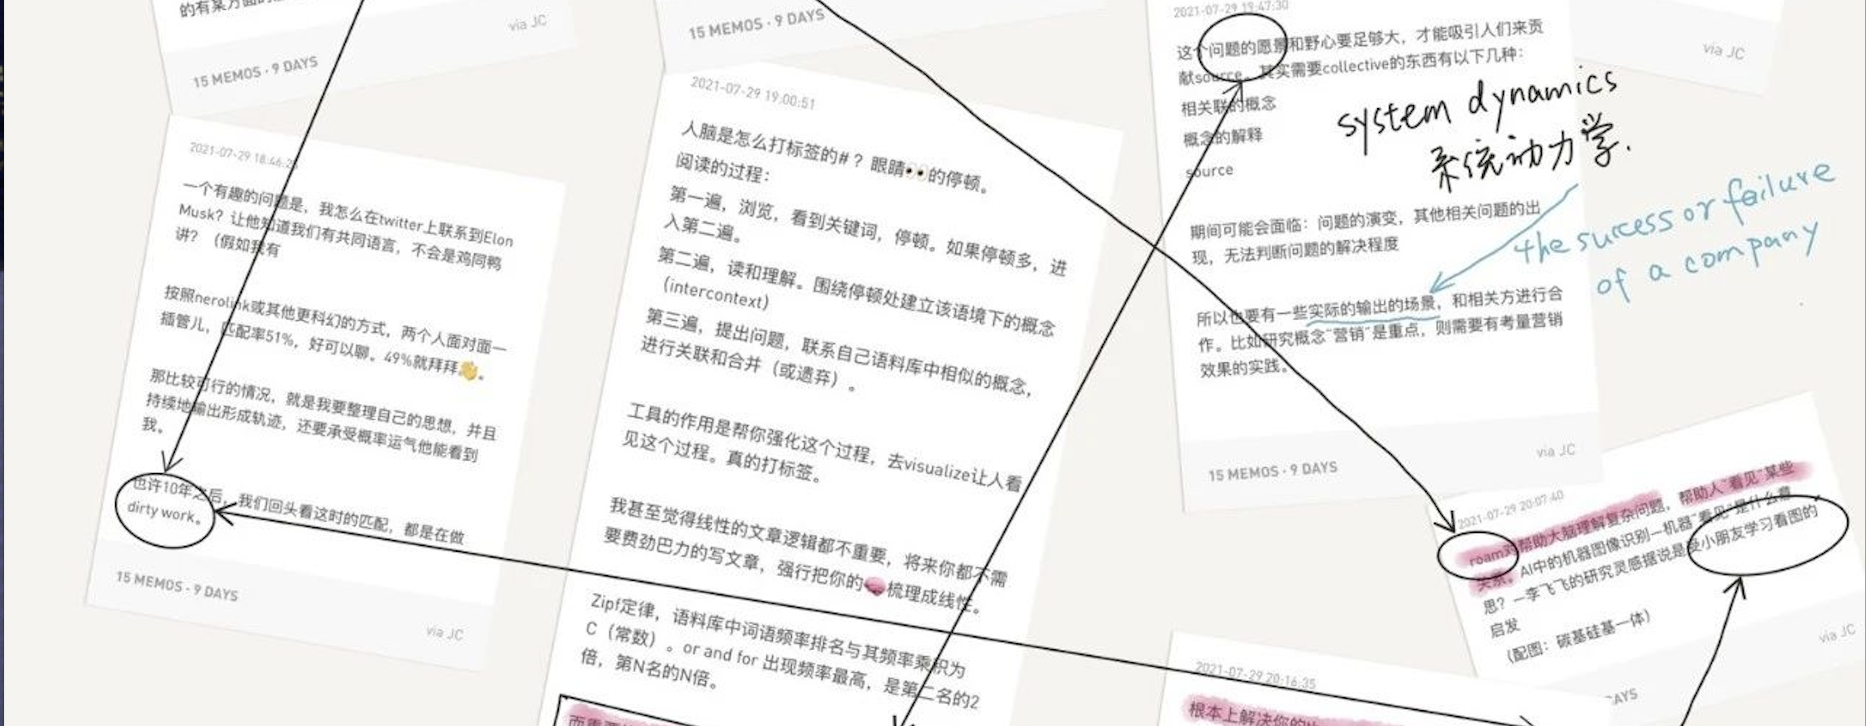 的有某方面的
via JC
15 MEMOS · 9 DAYS
15 MEMOS · 9 DAYS
via JC
2021-07-29 18:46:2
一个有趣的问题是，我怎么在twitter上联系到Elon
Musk？让他知道我们有共同语言，不会是鸡同鸭
讲？（假如我有
按照nerolink或其他更科幻的方式，两个人面对面一
插管儿，匹配率51%，好可以聊。49%就拜拜👋。
那比较可行的情况，就是我要整理自己的思想，并且
持续地输出形成轨迹，还要承受概率运气他能看到
我。
也许10年之后，我们回头看这时的匹配，都是在做
dirty work。
15 MEMOS · 9 DAYS
via JC
2021-07-29 19:00:51
人脑是怎么打标签的#？眼睛👀的停顿。
阅读的过程：
第一遍，浏览，看到关键词，停顿。如果停顿多，进
入第二遍。
第二遍，读和理解。围绕停顿处建立该语境下的概念
（intercontext）
第三遍，提出问题，联系自己语料库中相似的概念，
进行关联和合并（或遗弃）。
工具的作用是帮你强化这个过程，去visualize让人看
见这个过程。真的打标签。
我甚至觉得线性的文章逻辑都不重要，将来你都不需
要费劲巴力的写文章，强行把你的🧠梳理成线性。
Zipf定律，语料库中词语频率排名与其频率乘积为
C（常数）。or and for 出现频率最高，是第二名的2
倍，第N名的N倍。
而重要
2021-07-29 19:47:30
这个问题的愿景和野心要足够大，才能吸引人们来贡
献source。其实需要collective的东西有以下几种：
相关联的概念
概念的解释
source
期间可能会面临：问题的演变，其他相关问题的出
现，无法判断问题的解决程度
所以也要有一些实际的输出的场景，和相关方进行合
作。比如研究概念“营销”是重点，则需要有考量营销
效果的实践。
15 MEMOS · 9 DAYS
via JC
via JC
system dynamics
系统动力学.
the success or failure
of a company
2021-07-29 20:07:40
roam对帮助大脑理解复杂问题，帮助人“看见”某些
关系。AI中的机器图像识别—机器“看见”是什么意
思？—李飞飞的研究灵感据说是受小朋友学习看图的
启发
（配图：碳基硅基一体）
DAYS
via JC
2021-07-29 20:16:35
根本上解决你的